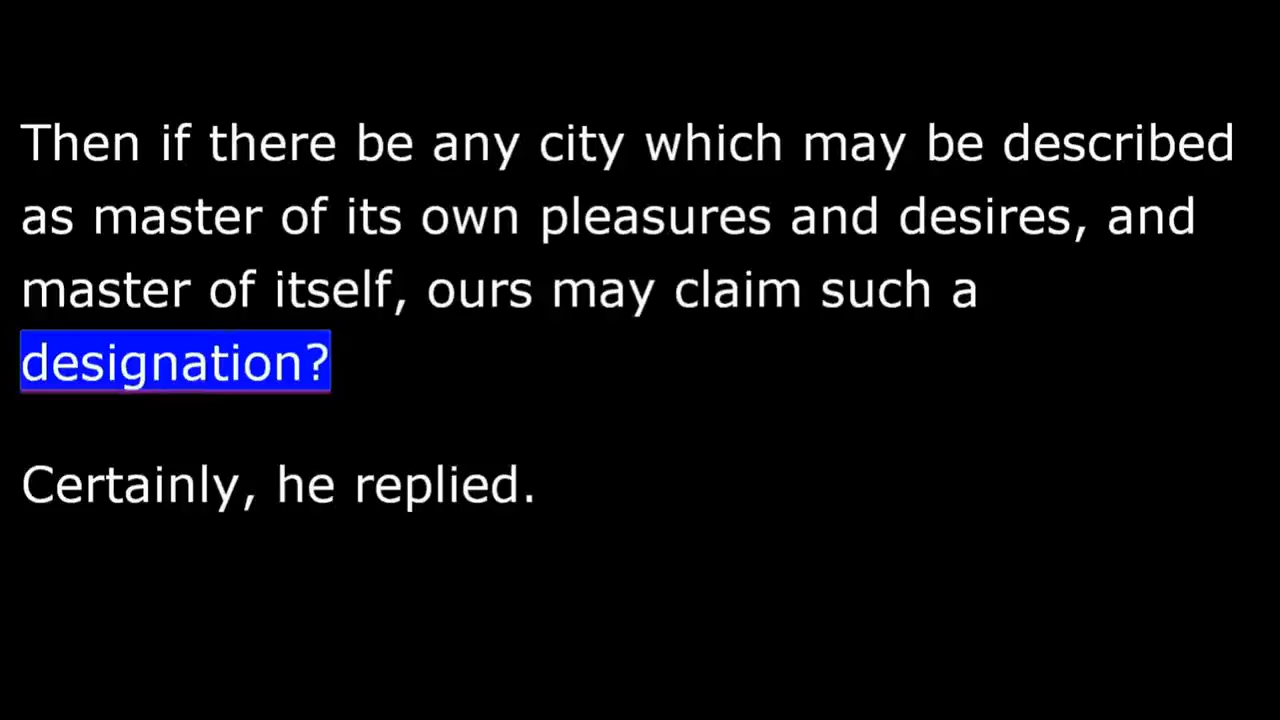 Then if there be any city which may be described
as master of its own pleasures and desires, and
master of itself, ours may claim such a
designation?
Certainly, he replied.